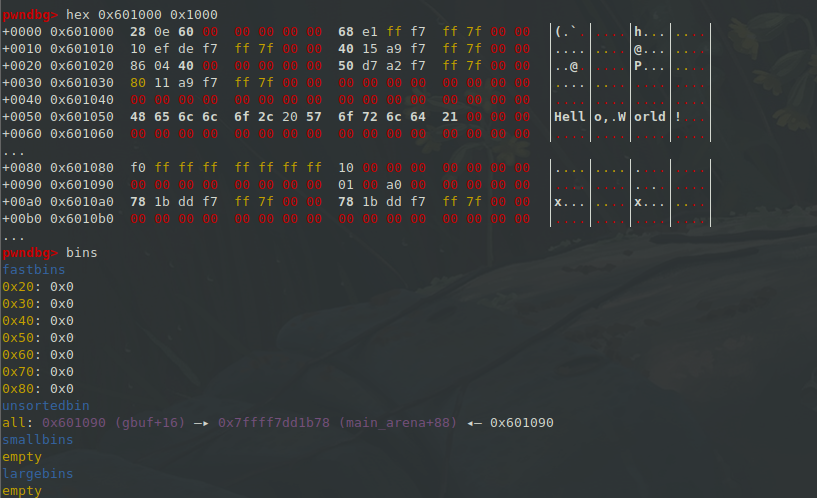 pwndbg> hex 0x601000 0x1000
+0000 0x601000  28 0e 60 00  00 00 00 00  68 e1 ff f7  ff 7f 00 00  |(.`.|....|h...|....|
+0010 0x601010  10 ef de f7  ff 7f 00 00  40 15 a9 f7  ff 7f 00 00  |....|....|@...|....|
+0020 0x601020  86 04 40 00  00 00 00 00  50 d7 a2 f7  ff 7f 00 00  |..@.|....|P...|....|
+0030 0x601030  80 11 a9 f7  ff 7f 00 00  00 00 00 00  00 00 00 00  |....|....|....|....|
+0040 0x601040  00 00 00 00  00 00 00 00  00 00 00 00  00 00 00 00  |....|....|....|....|
+0050 0x601050  48 65 6c 6c  6f 2c 20 57  6f 72 6c 64  21 00 00 00  |Hell|o,.W|orld|!...|
+0060 0x601060  00 00 00 00  00 00 00 00  00 00 00 00  00 00 00 00  |....|....|....|....|
...
+0080 0x601080  f0 ff ff ff  ff ff ff ff  10 00 00 00  00 00 00 00  |....|....|....|....|
+0090 0x601090  00 00 00 00  00 00 00 00  01 00 a0 00  00 00 00 00  |....|....|....|....|
+00a0 0x6010a0  78 1b dd f7  ff 7f 00 00  78 1b dd f7  ff 7f 00 00  |x...|....|x...|....|
+00b0 0x6010b0  00 00 00 00  00 00 00 00  00 00 00 00  00 00 00 00  |....|....|....|....|
...
pwndbg> bins
fastbins
0x20: 0x0
0x30: 0x0
0x40: 0x0
0x50: 0x0
0x60: 0x0
0x70: 0x0
0x80: 0x0
unsortedbin
all: 0x601090 (gbuf+16) —▸ 0x7ffff7dd1b78 (main_arena+88) ◂— 0x601090
smallbins
empty
largebins
empty